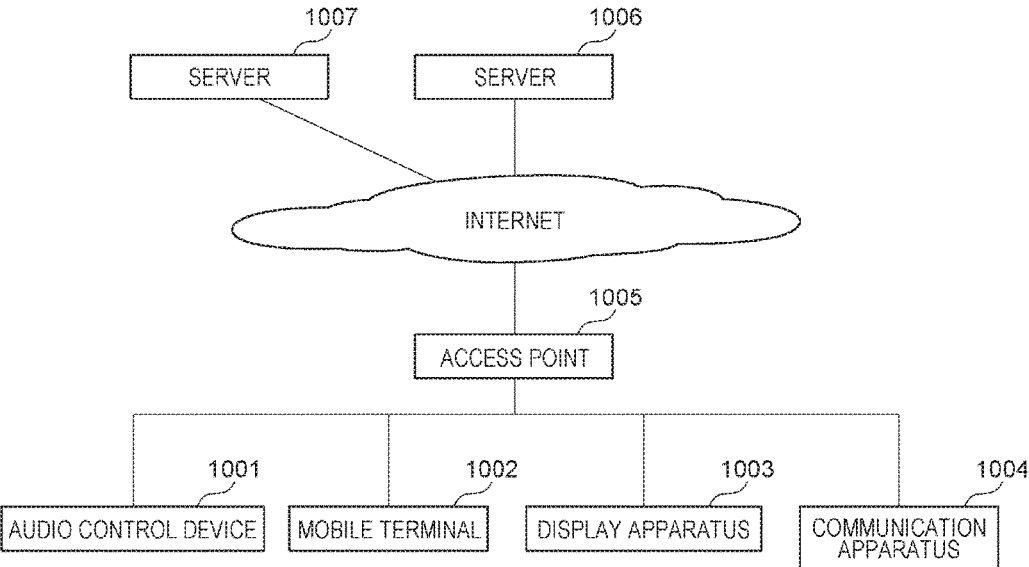 1007
1006
SERVER
SERVER
INTERNET
1005
ACCESS POINT
1001
1002
1003
1004
AUDIO CONTROL DEVICE
MOBILE TERMINAL
DISPLAY APPARATUS
COMMUNICATION
APPARATUS